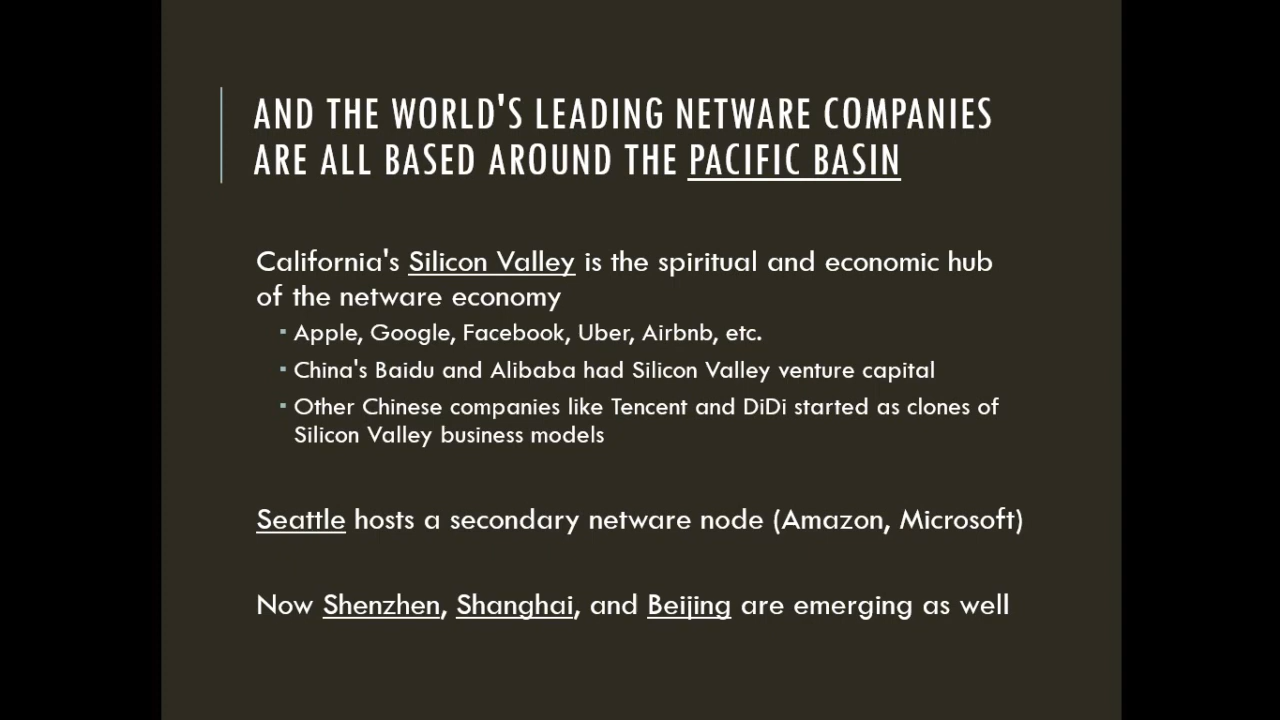 AND THE WORLD'S LEADING NETWARE COMPANIES
ARE ALL BASED AROUND THE PACIFIC BASIN
California's Silicon Valley is the spiritual and economic hub
of the netware economy
▪ Apple, Google, Facebook, Uber, Airbnb, etc.
▪ China's Baidu and Alibaba had Silicon Valley venture capital
▪ Other Chinese companies like Tencent and DiDi started as clones of
Silicon Valley business models
Seattle hosts a secondary netware node (Amazon, Microsoft)
Now Shenzhen, Shanghai, and Beijing are emerging as well